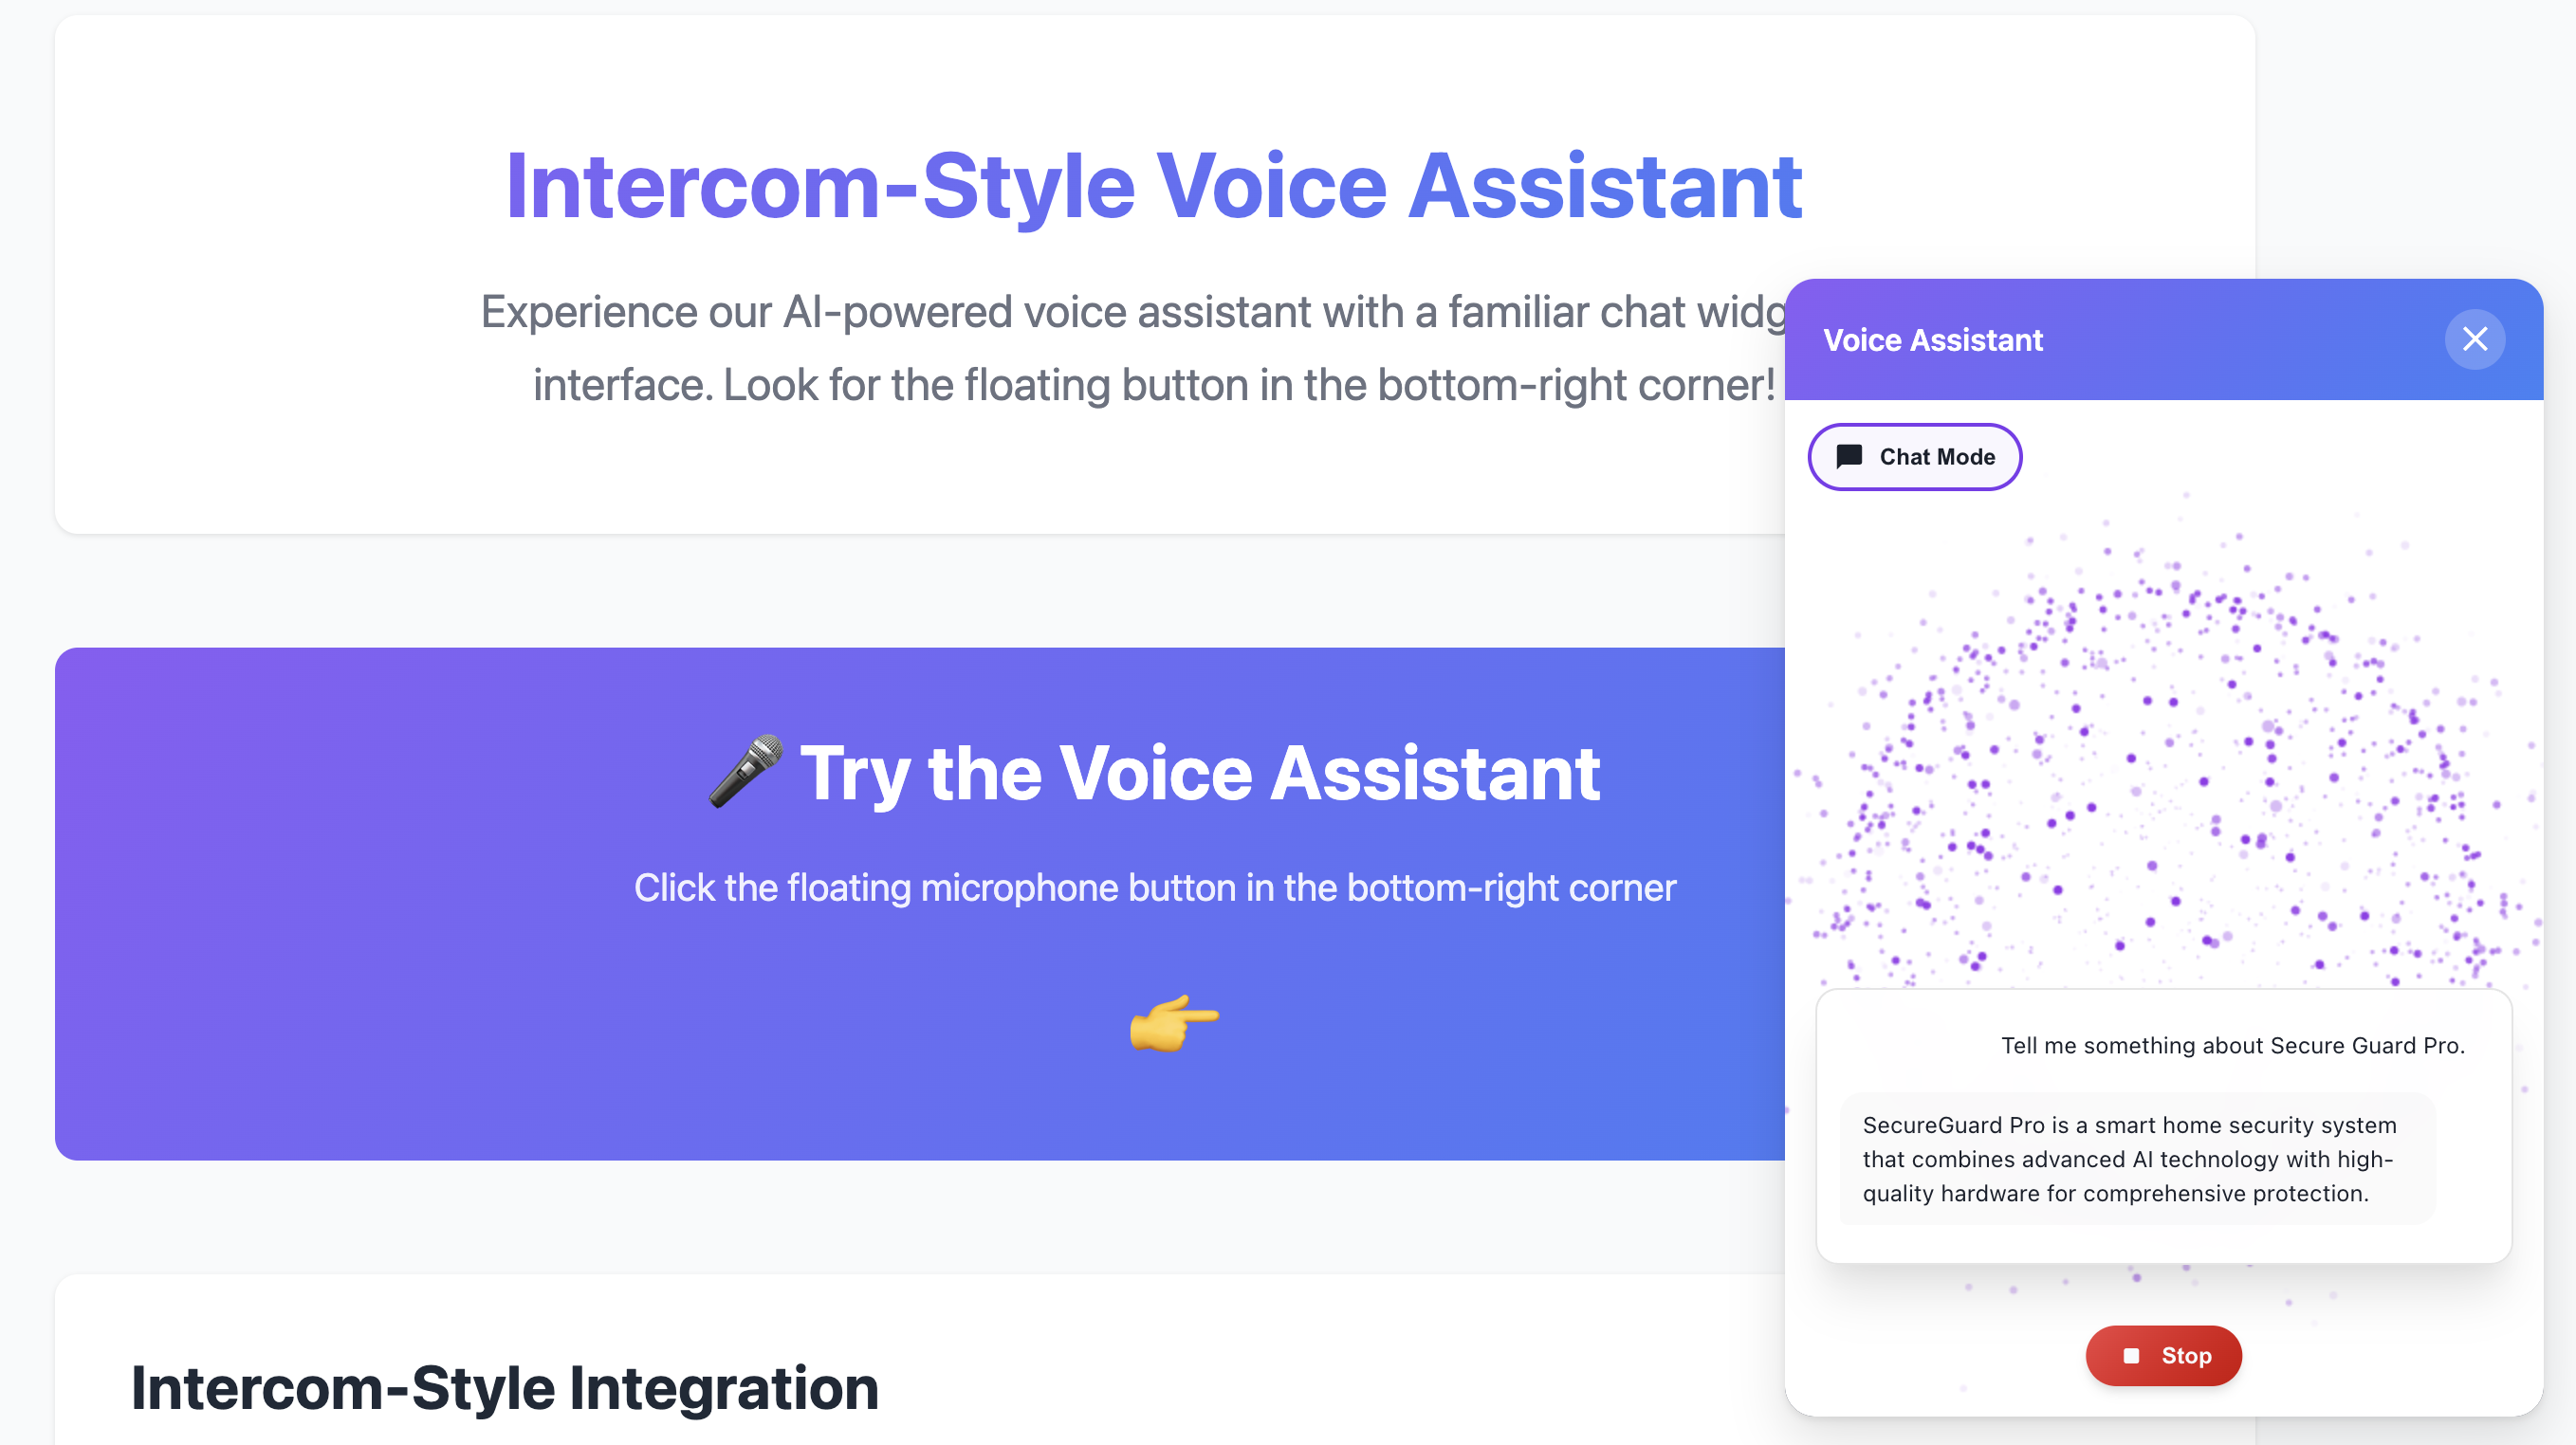 Intercom-Style Voice Assistant
Experience our AI-powered voice assistant with a familiar chat widg
interface. Look for the floating button in the bottom-right corner!
🎤 Try the Voice Assistant
Click the floating microphone button in the bottom-right corner
👉
Intercom-Style Integration
Voice Assistant
Chat Mode
Tell me something about Secure Guard Pro.
SecureGuard Pro is a smart home security system
that combines advanced AI technology with high-
quality hardware for comprehensive protection.
Stop